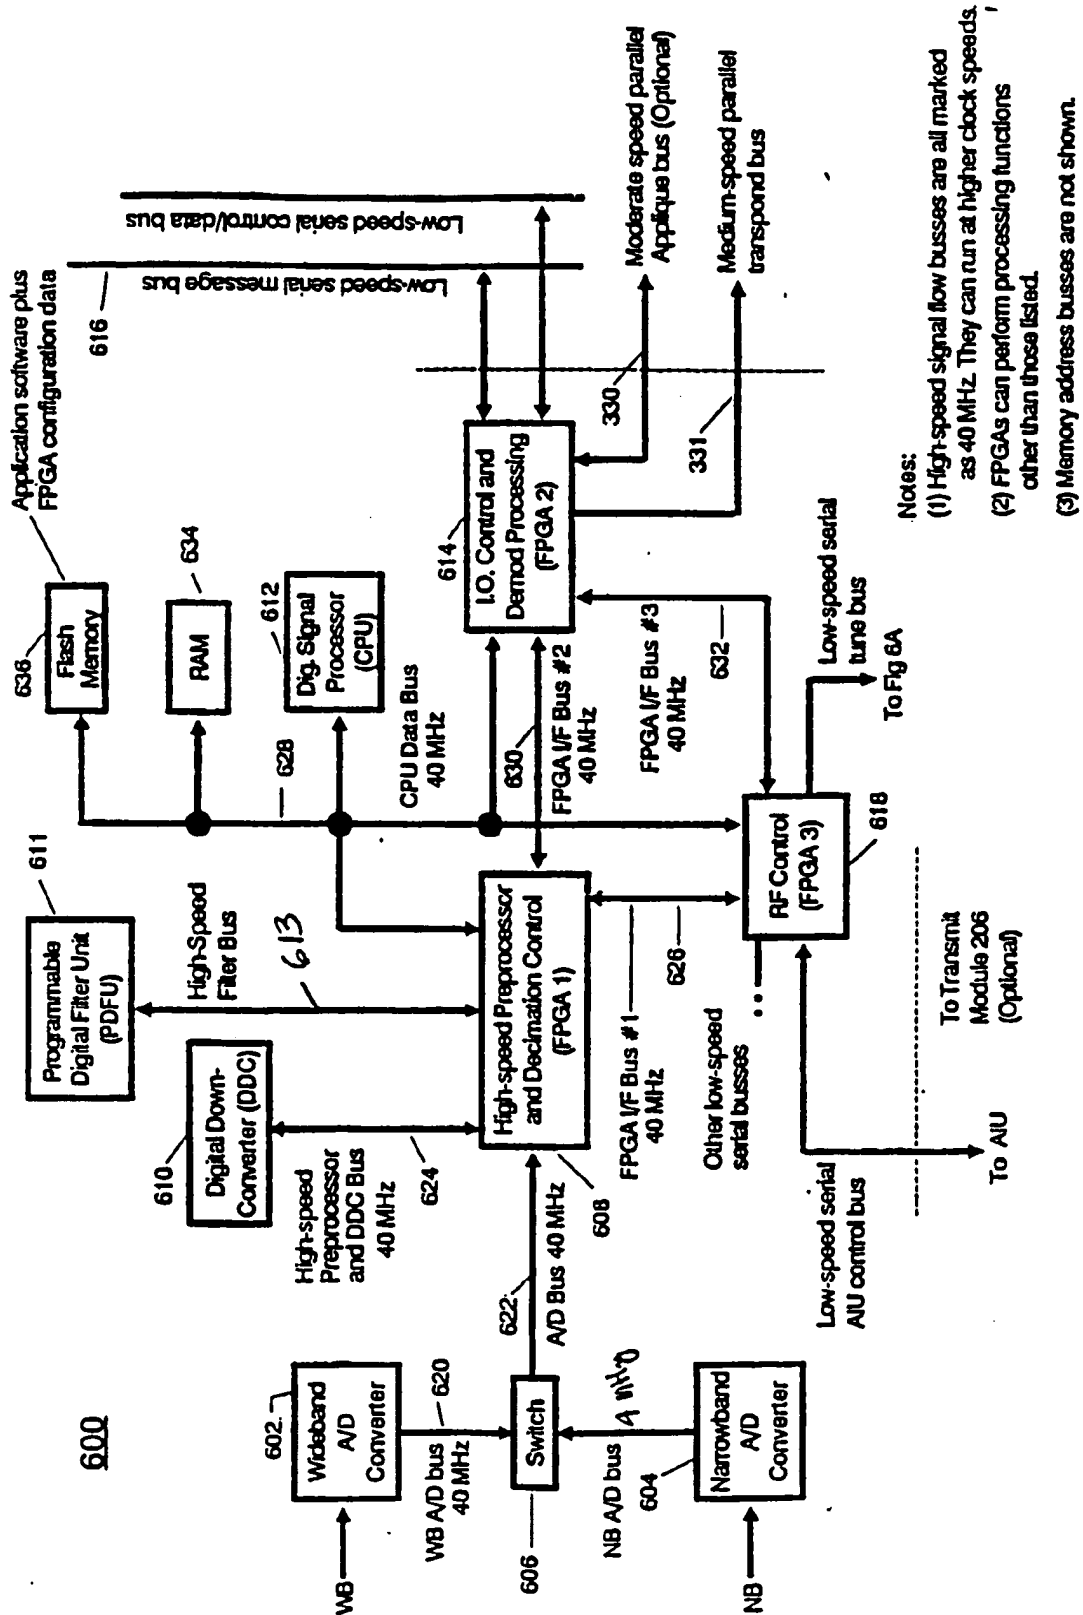 600
WB
602
Wideband
A/D
Converter
620
WB A/D bus
40 MHz
606
Switch
NB A/D bus
604
Narrowband
A/D
Converter
NB
622
A/D Bus 40 MHz
610
Digital Down-
Converter (DDC)
High-speed
Preprocessor
and DDC Bus
40 MHz
624
611
Programmable
Digital Filter Unit
(PDFU)
High-Speed
Filter Bus
613
High-speed Preprocessor
and Decimation Control
(FPGA 1)
608
FPGA I/F Bus #1
40 MHz
626
Other low-speed
serial busses
Low-speed serial
AIU control bus
To AIU
To Transmit
Module 206
(Optional)
RF Control
(FPGA 3)
618
Low-speed serial
tune bus
To Fig 6A
636
Flash
Memory
Application software plus
FPGA configuration data
RAM
634
628
612
Dig. Signal
Processor
(CPU)
CPU Data Bus
40 MHz
630
FPGA I/F Bus #2
40 MHz
FPGA I/F Bus #3
40 MHz
632
614
I.O. Control and
Demod Processing
(FPGA 2)
616
Low-speed serial message bus
Low-speed serial control/data bus
330
Moderate speed parallel
Applique bus (Optional)
331
Medium-speed parallel
transpond bus
Notes:
(1) High-speed signal flow busses are all marked
as 40 MHz. They can run at higher clock speeds.
(2) FPGAs can perform processing functions
other than those listed.
(3) Memory address busses are not shown.